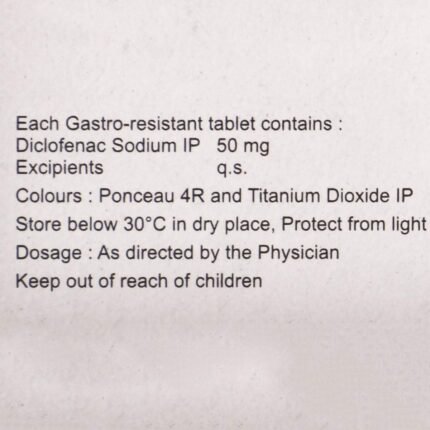 Each Gastro-resistant tablet contains :
Diclofenac Sodium IP 50 mg
Excipients q.s.
Colours : Ponceau 4R and Titanium Dioxide IP
Store below 30°C in dry place, Protect from light
Dosage : As directed by the Physician
Keep out of reach of children